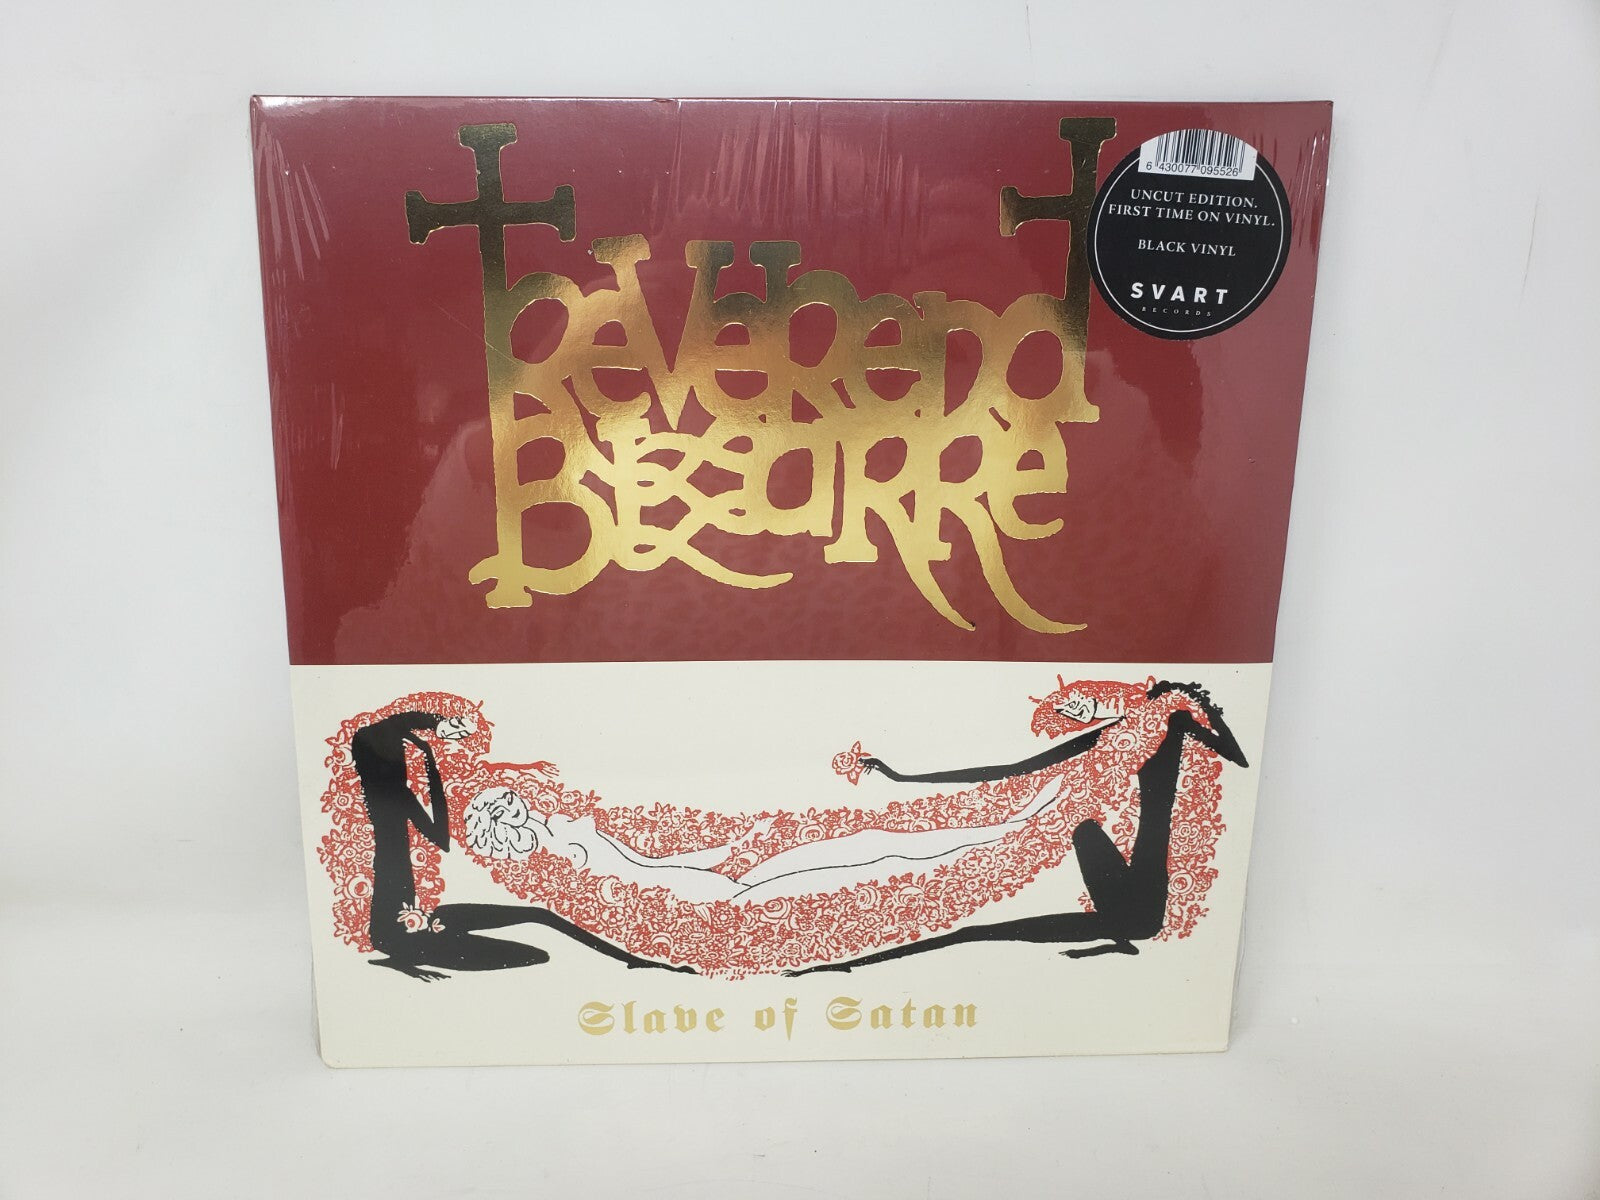 Reverend
Bizarre
6 430077 095526
UNCUT EDITION.
FIRST TIME ON VINYL.
BLACK VINYL
SVART
RECORDS
Slave of Satan